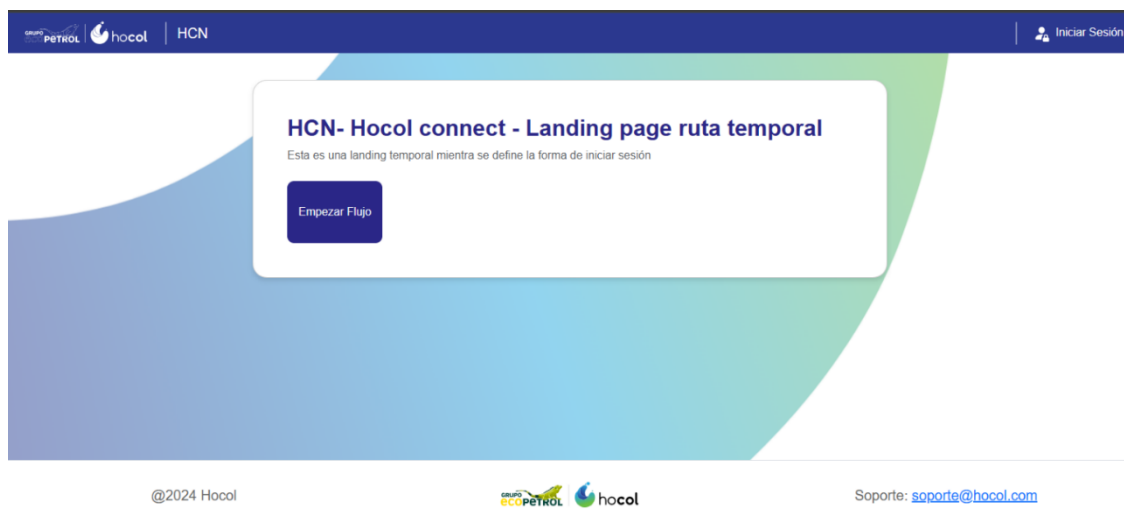 GRUPO
ecoPETROL
hocol
HCN
Iniciar Sesión
HCN- Hocol connect - Landing page ruta temporal
Esta es una landing temporal mientra se define la forma de iniciar sesión
Empezar Flujo
@2024 Hocol
GRUPO
ecoPETROL
hocol
Soporte: soporte@hocol.com